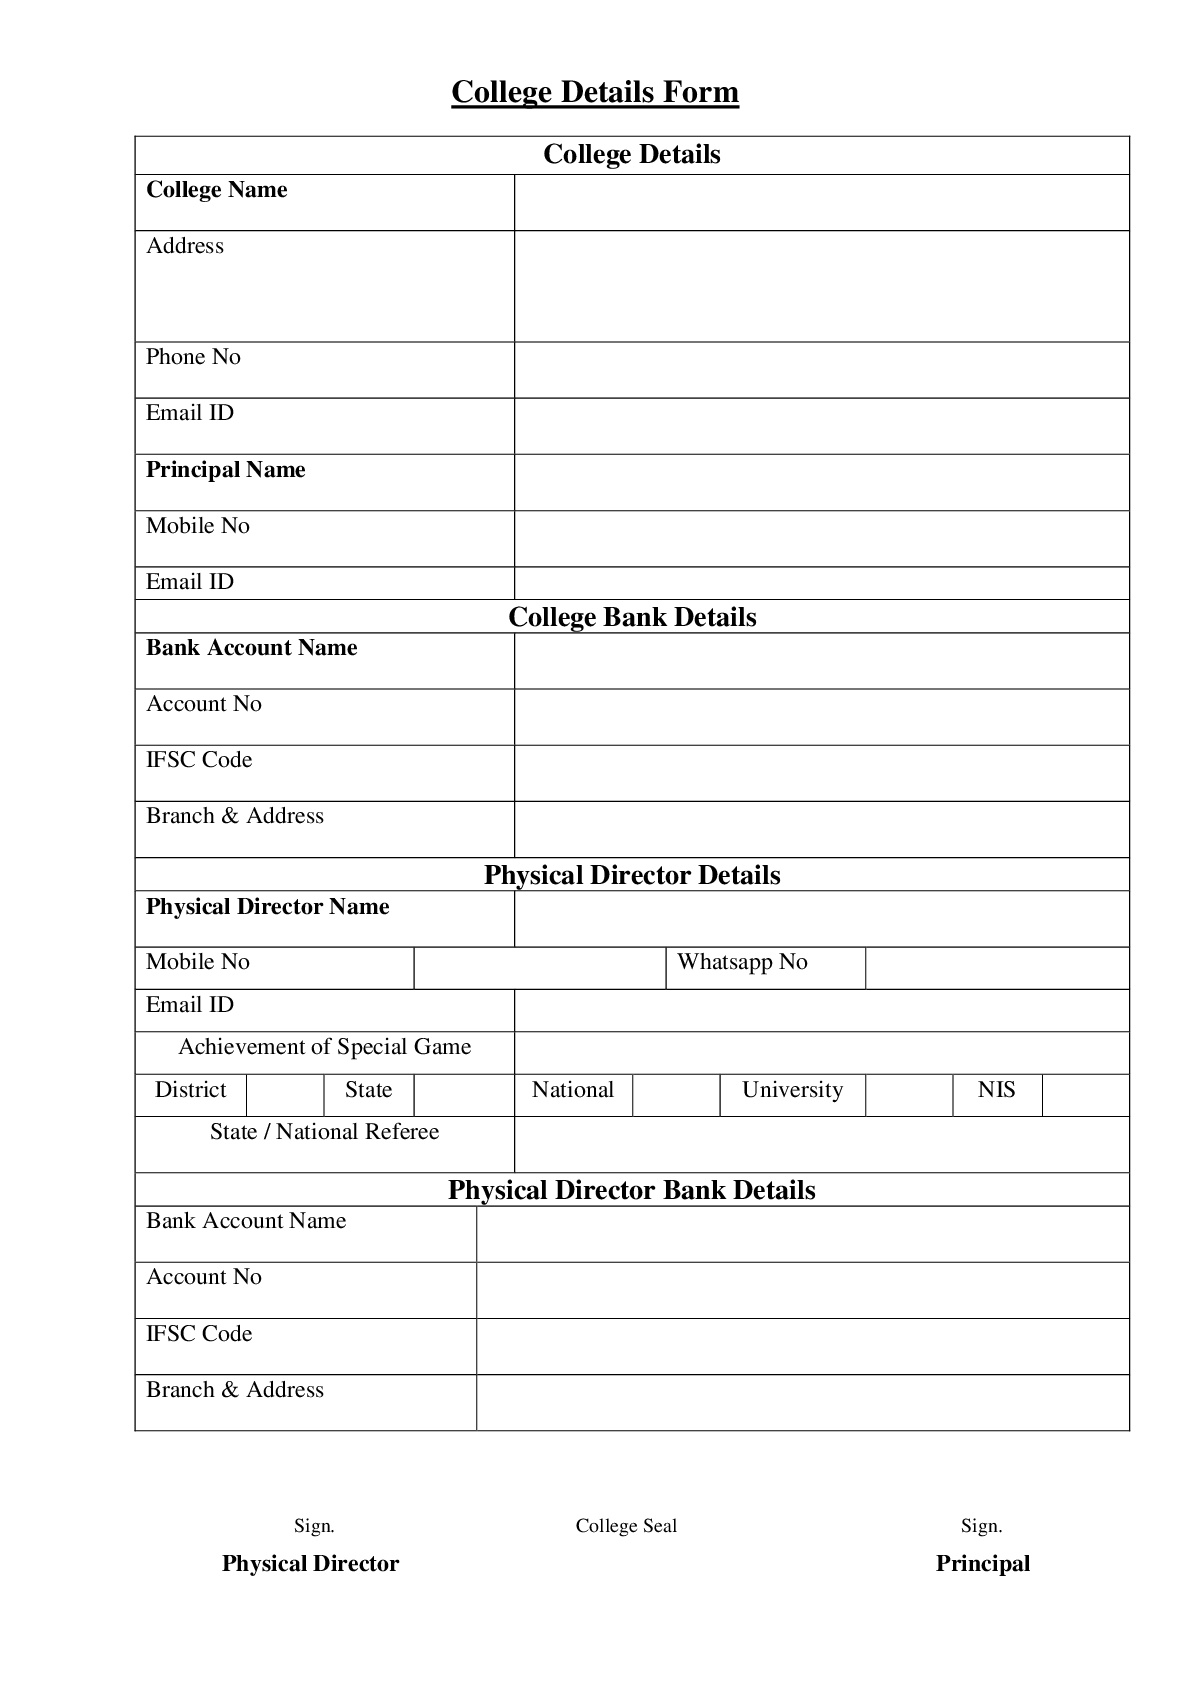 College Details Form
College Details
College Name
Address
Phone No
Email ID
Principal Name
Mobile No
Email ID
College Bank Details
Bank Account Name
Account No
IFSC Code
Branch & Address
Physical Director Details
Physical Director Name
Mobile No Whatsapp No
Email ID
Achievement of Special Game
District State National University NIS
State / National Referee
Physical Director Bank Details
Bank Account Name
Account No
IFSC Code
Branch & Address
Sign. College Seal Sign.
Physical Director Principal